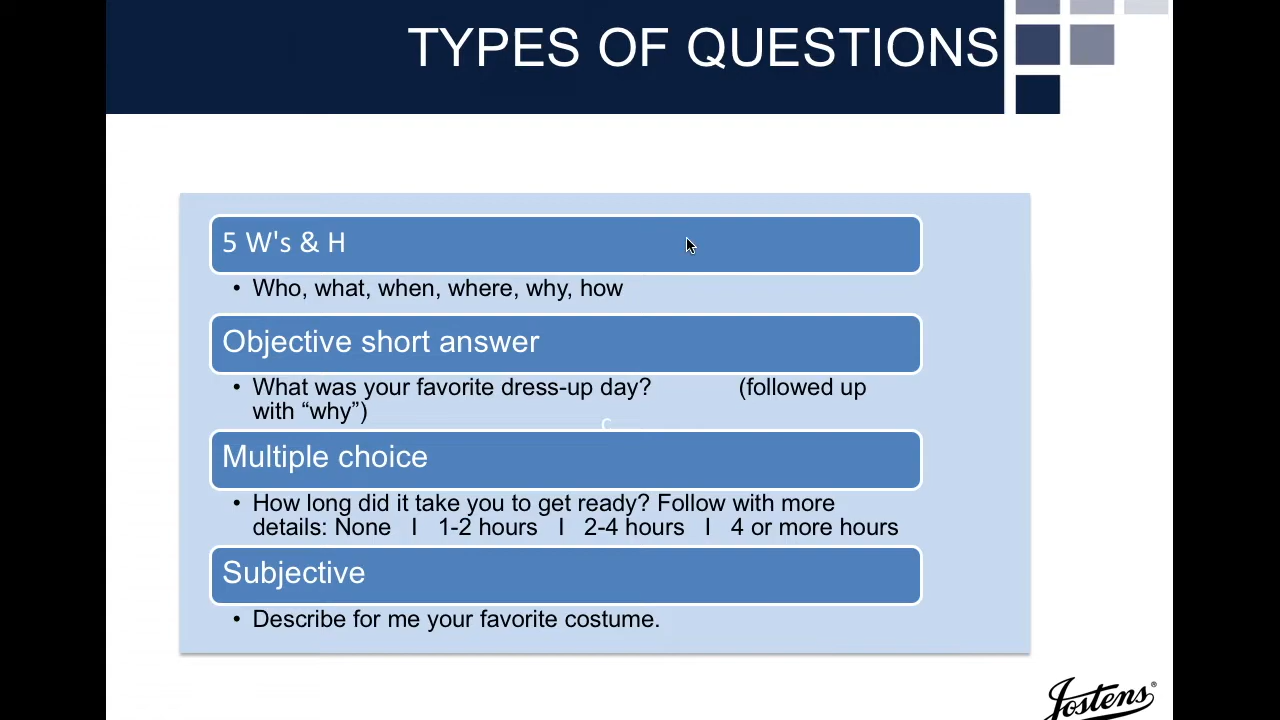 TYPES OF QUESTIONS
5 W's & H
• Who, what, when, where, why, how
Objective short answer
• What was your favorite dress-up day? (followed up
with “why”)
c
Multiple choice
• How long did it take you to get ready? Follow with more
details: None I 1-2 hours I 2-4 hours I 4 or more hours
Subjective
• Describe for me your favorite costume.
Jostens®